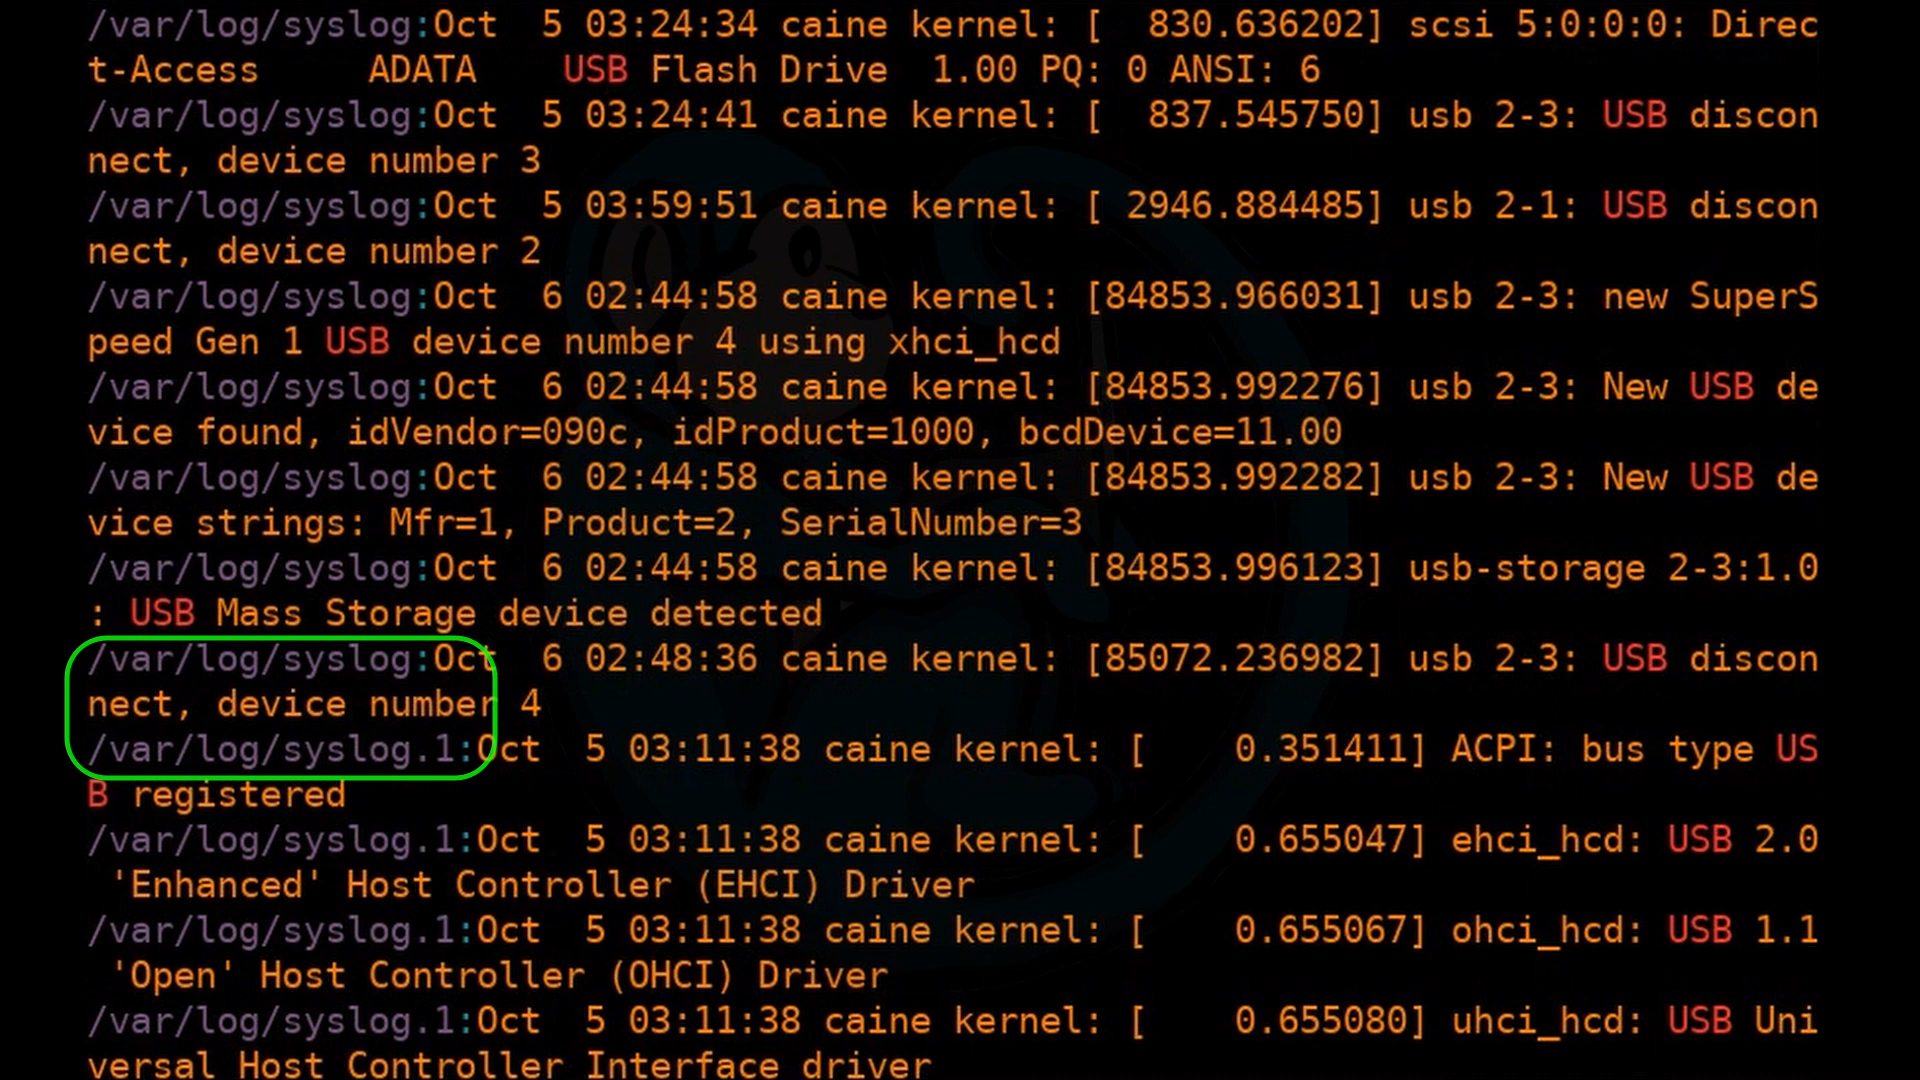 /var/log/syslog:Oct  5 03:24:34 caine kernel: [  830.636202] scsi 5:0:0:0: Direc
t-Access     ADATA    USB Flash Drive  1.00 PQ: 0 ANSI: 6
/var/log/syslog:Oct  5 03:24:41 caine kernel: [  837.545750] usb 2-3: USB discon
nect, device number 3
/var/log/syslog:Oct  5 03:59:51 caine kernel: [ 2946.884485] usb 2-1: USB discon
nect, device number 2
/var/log/syslog:Oct  6 02:44:58 caine kernel: [84853.966031] usb 2-3: new SuperS
peed Gen 1 USB device number 4 using xhci_hcd
/var/log/syslog:Oct  6 02:44:58 caine kernel: [84853.992276] usb 2-3: New USB de
vice found, idVendor=090c, idProduct=1000, bcdDevice=11.00
/var/log/syslog:Oct  6 02:44:58 caine kernel: [84853.992282] usb 2-3: New USB de
vice strings: Mfr=1, Product=2, SerialNumber=3
/var/log/syslog:Oct  6 02:44:58 caine kernel: [84853.996123] usb-storage 2-3:1.0
: USB Mass Storage device detected
/var/log/syslog:Oct  6 02:48:36 caine kernel: [85072.236982] usb 2-3: USB discon
nect, device number 4
/var/log/syslog.1:Oct  5 03:11:38 caine kernel: [    0.351411] ACPI: bus type US
B registered
/var/log/syslog.1:Oct  5 03:11:38 caine kernel: [    0.655047] ehci_hcd: USB 2.0
 'Enhanced' Host Controller (EHCI) Driver
/var/log/syslog.1:Oct  5 03:11:38 caine kernel: [    0.655067] ohci_hcd: USB 1.1
 'Open' Host Controller (OHCI) Driver
/var/log/syslog.1:Oct  5 03:11:38 caine kernel: [    0.655080] uhci_hcd: USB Uni
versal Host Controller Interface driver